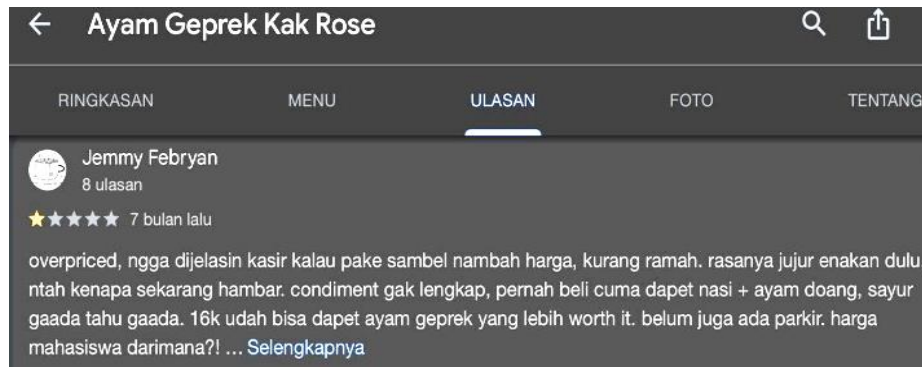 Ayam Geprek Kak Rose
RINGKASAN MENU ULASAN FOTO TENTANG
Jemmy Febryan
8 ulasan
7 bulan lalu
overpriced, ngga dijelasin kasir kalau pake sambel nambah harga, kurang ramah. rasanya jujur enakan dulu
ntah kenapa sekarang hambar. condiment gak lengkap, pernah beli cuma dapet nasi + ayam doang, sayur
gaada tahu gaada. 16k udah bisa dapet ayam geprek yang lebih worth it. belum juga ada parkir. harga
mahasiswa darimana?! ... Selengkapnya